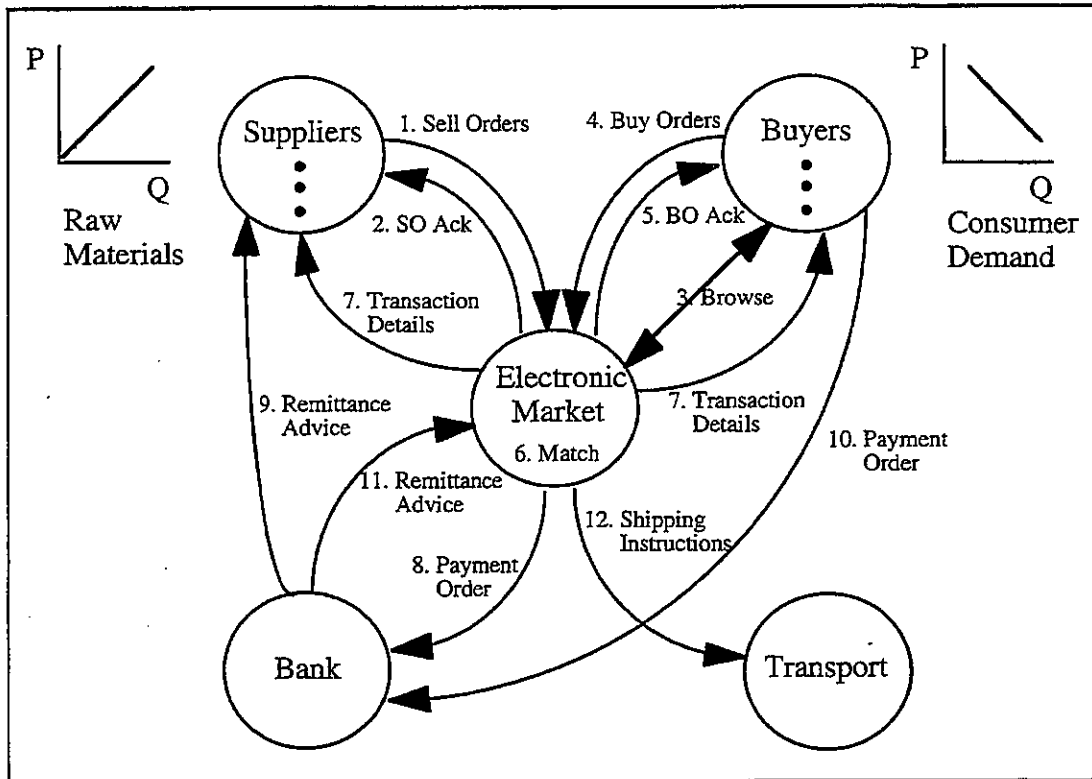 P
Q
Raw
Materials
Suppliers
1. Sell Orders
4. Buy Orders
Buyers
P
Q
Consumer
Demand
2. SO Ack
5. BO Ack
3. Browse
7. Transaction
Details
Electronic
Market
6. Match
7. Transaction
Details
9. Remittance
Advice
10. Payment
Order
11. Remittance
Advice
12. Shipping
Instructions
8. Payment
Order
Bank
Transport